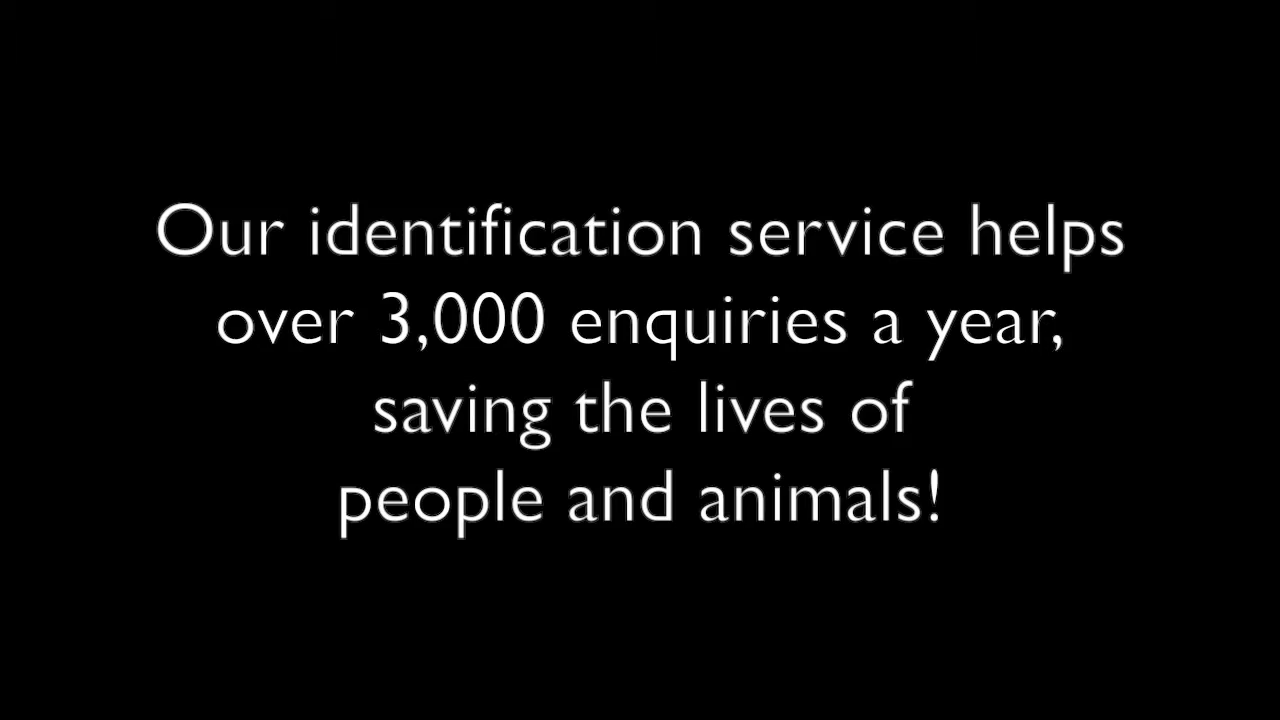 Our identification service helps
over 3,000 enquiries a year,
saving the lives of
people and animals!